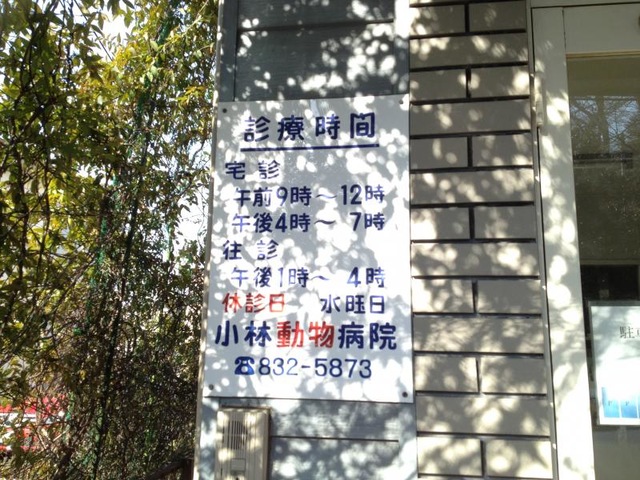 診療時間
宅診
午前9時〜12時
午後4時〜7時
往診
午後1時〜4時
休診日 水旺日
小林動物病院
☎832-5873
駐